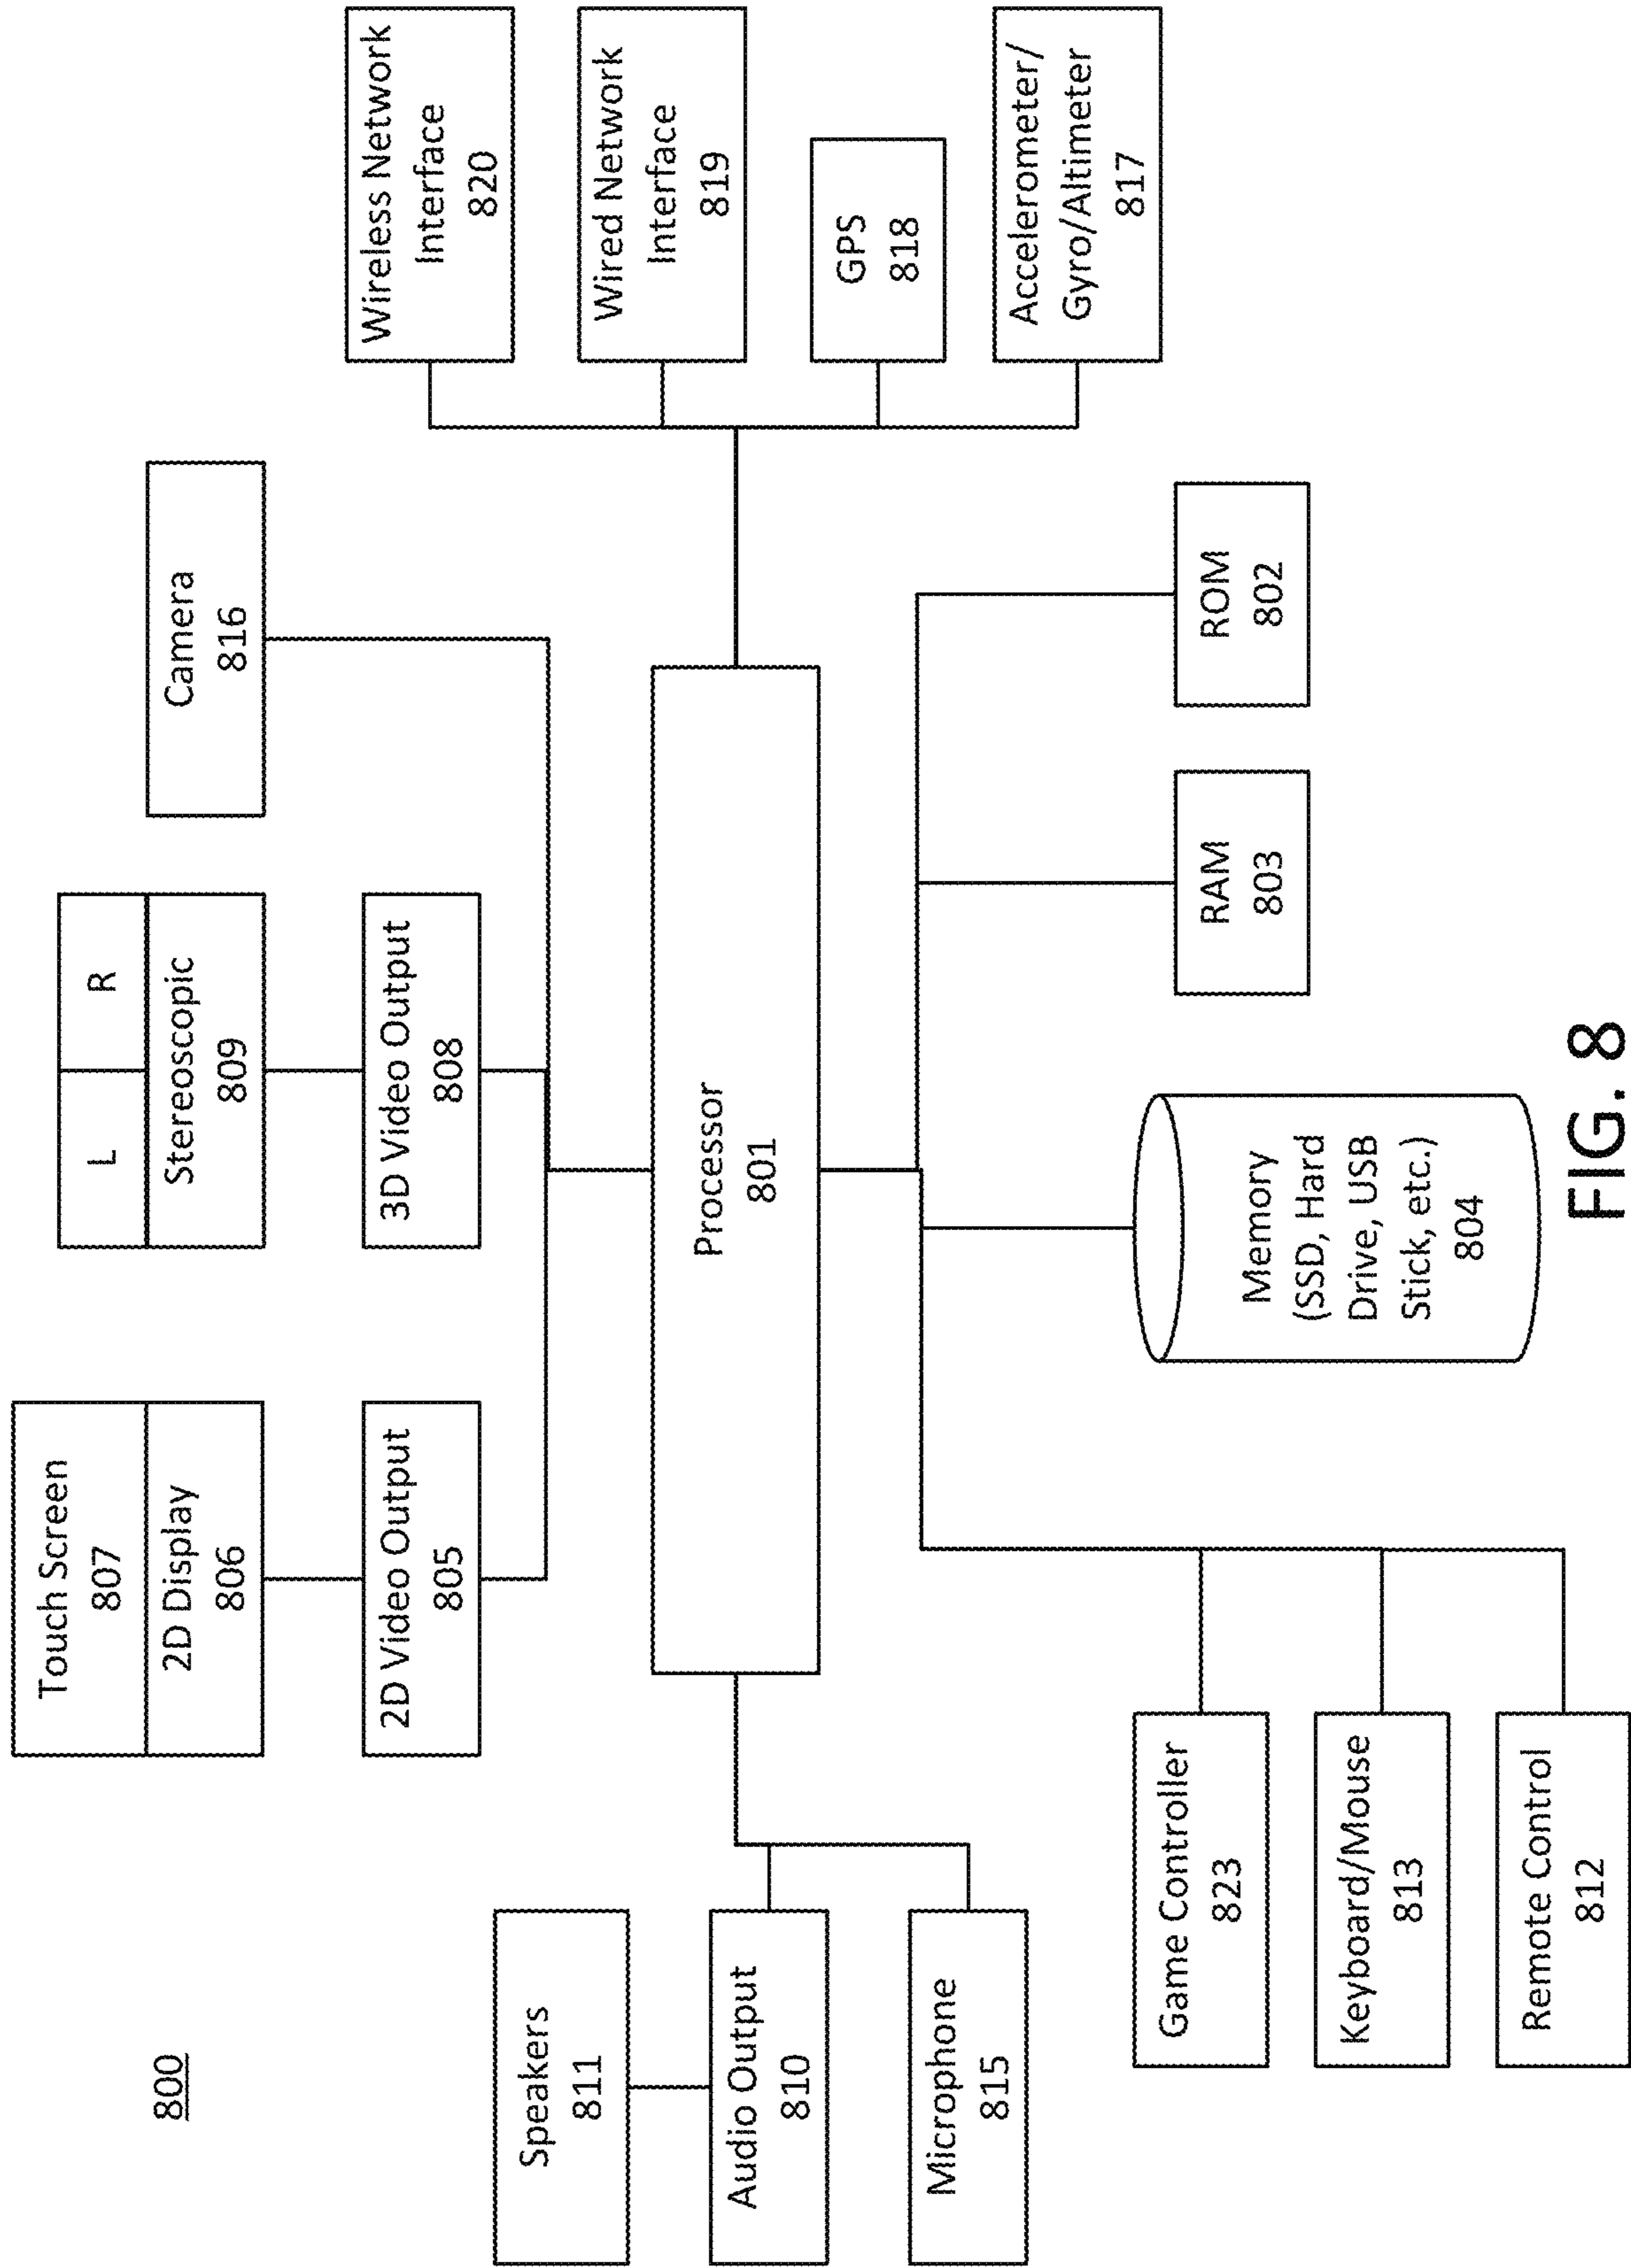 800
Touch Screen
807
2D Display
806
2D Video Output
805
L
R
Stereoscopic
809
3D Video Output
808
Camera
816
Wireless Network
Interface
820
Wired Network
Interface
819
GPS
818
Accelerometer/
Gyro/Altimeter
817
Speakers
811
Audio Output
810
Microphone
815
Processor
801
Game Controller
823
Keyboard/Mouse
813
Remote Control
812
Memory
(SSD, Hard
Drive, USB
Stick, etc.)
804
RAM
803
ROM
802
FIG. 8